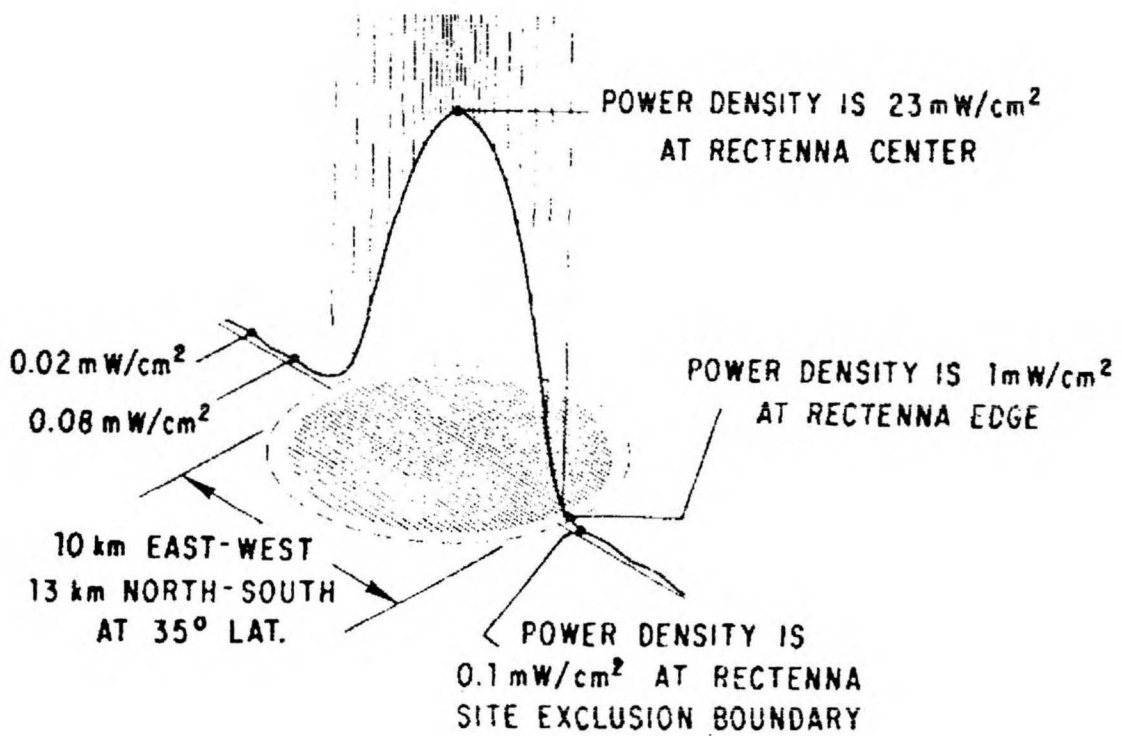 POWER DENSITY IS 23 mW/cm²
AT RECTENNA CENTER
0.02 mW/cm²
0.08 mW/cm²
POWER DENSITY IS 1mW/cm²
AT RECTENNA EDGE
10 km EAST-WEST
13 km NORTH-SOUTH
AT 35º LAT.
POWER DENSITY IS
0.1 mW/cm² AT RECTENNA
SITE EXCLUSION BOUNDARY